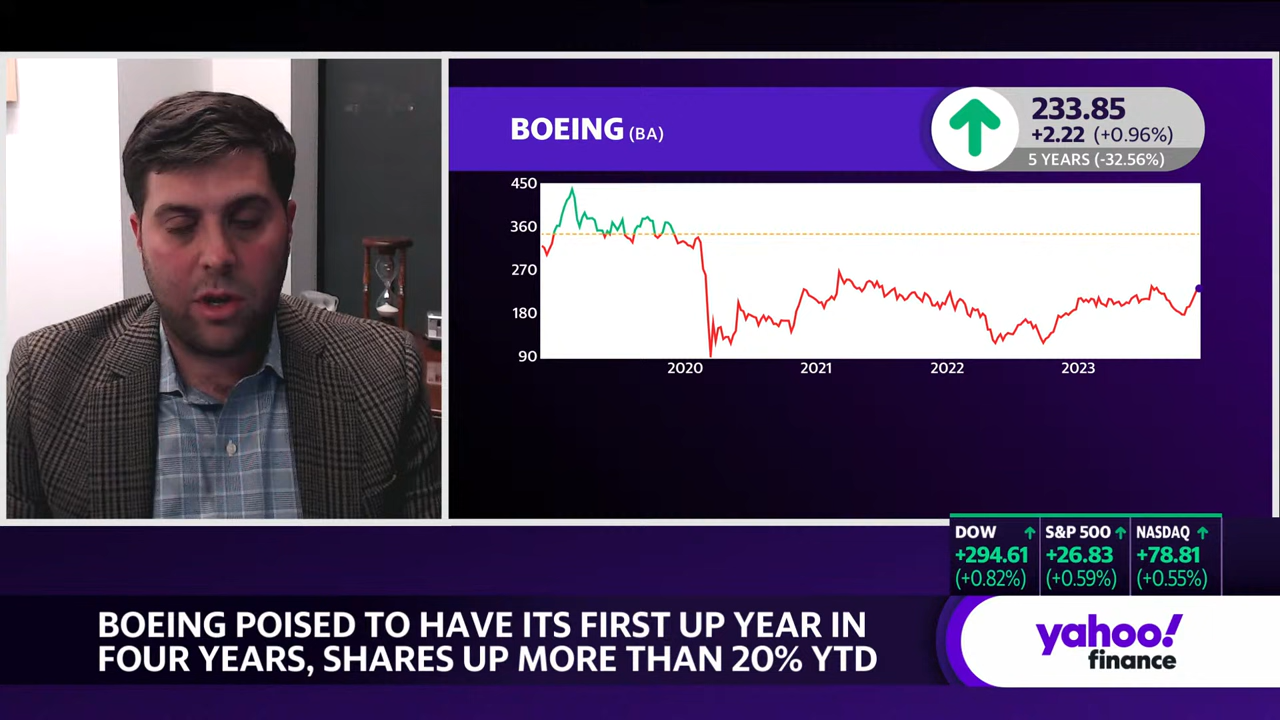 BOEING (BA)
233.85
+2.22 (+0.96%)
5 YEARS (-32.56%)
450
360
270
180
90
2020 2021 2022 2023
DOW
+294.61
(+0.82%)
S&P 500
+26.83
(+0.59%)
NASDAQ
+78.81
(+0.55%)
BOEING POISED TO HAVE ITS FIRST UP YEAR IN
FOUR YEARS, SHARES UP MORE THAN 20% YTD
yahoo!
finance